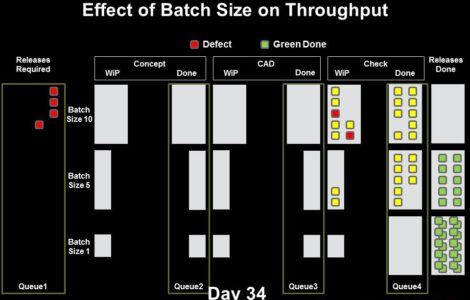 Effect of Batch Size on Throughput
Defect
Green Done
Releases
Required
Concept
CAD
Check
Releases
Done
WiP
Done
WiP
Done
WiP
Done
Batch
Size 10
Batch
Size 5
Batch
Size 1
Queue1
Queue2
Queue3
Queue4
Day 34